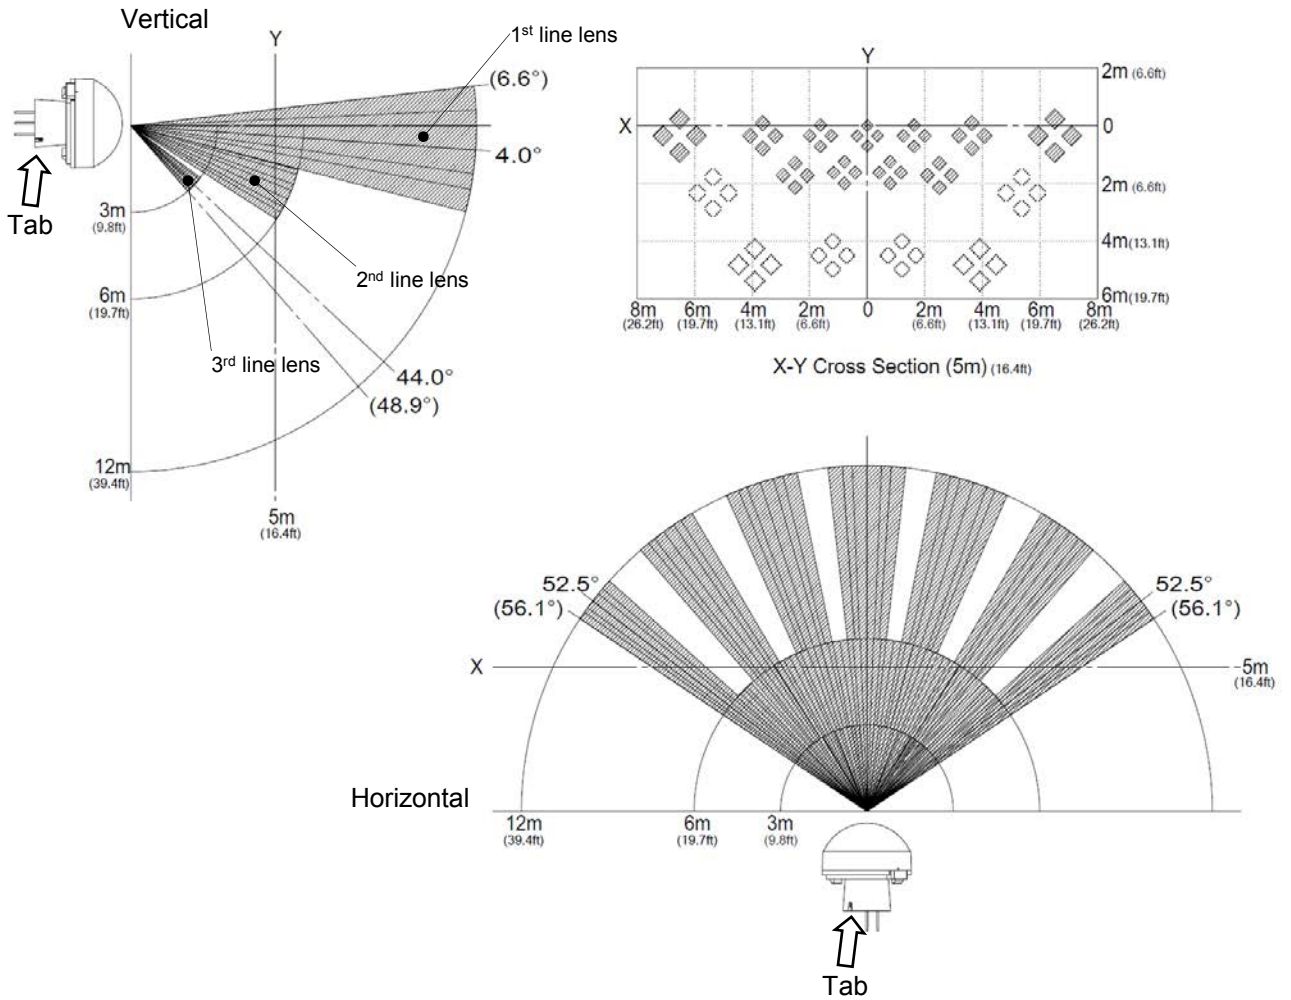 Vertical
Y
1st line lens
(6.6°)
4.0°
Tab
3m
(9.8ft)
2nd line lens
6m
(19.7ft)
3rd line lens
44.0°
(48.9°)
12m
(39.4ft)
5m
(16.4ft)
Y
2m (6.6ft)
X
0
2m (6.6ft)
4m (13.1ft)
6m (19.7ft)
8m 6m 4m 2m 0 2m 4m 6m 8m
(26.2ft) (19.7ft) (13.1ft) (6.6ft) (6.6ft) (13.1ft) (19.7ft) (26.2ft)
X-Y Cross Section (5m) (16.4ft)
52.5°
(56.1°)
52.5°
(56.1°)
X
5m
(16.4ft)
Horizontal
12m 6m 3m
(39.4ft) (19.7ft) (9.8ft)
Tab